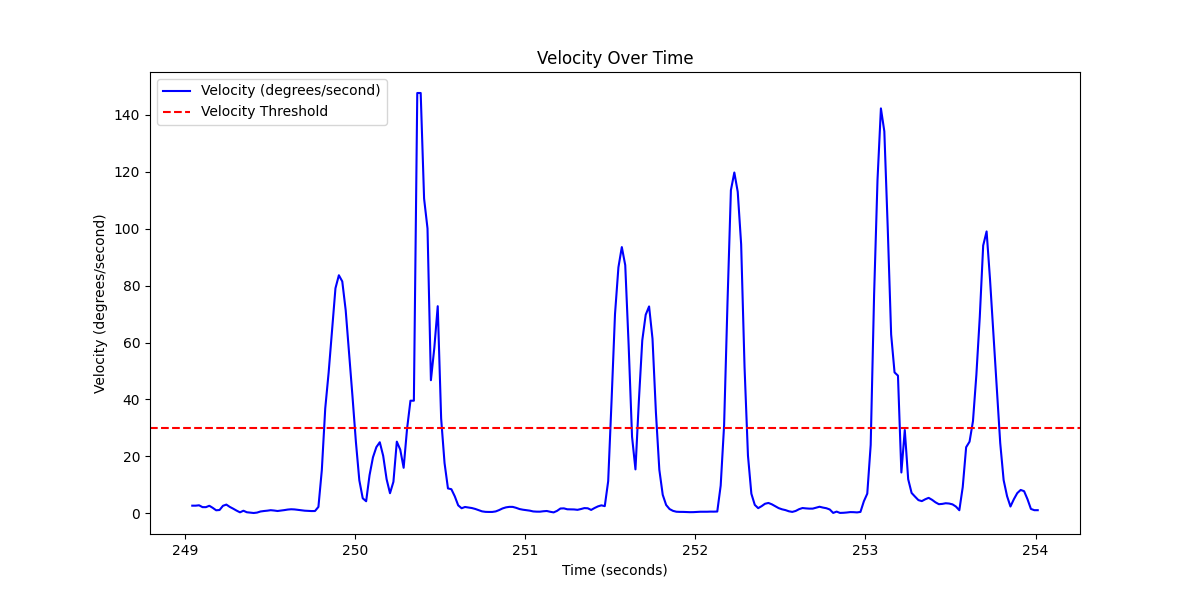 Velocity Over Time
Velocity (degrees/second)
Velocity Threshold
Velocity (degrees/second)
140
120
100
80
60
40
20
0
249
250
251
252
253
254
Time (seconds)